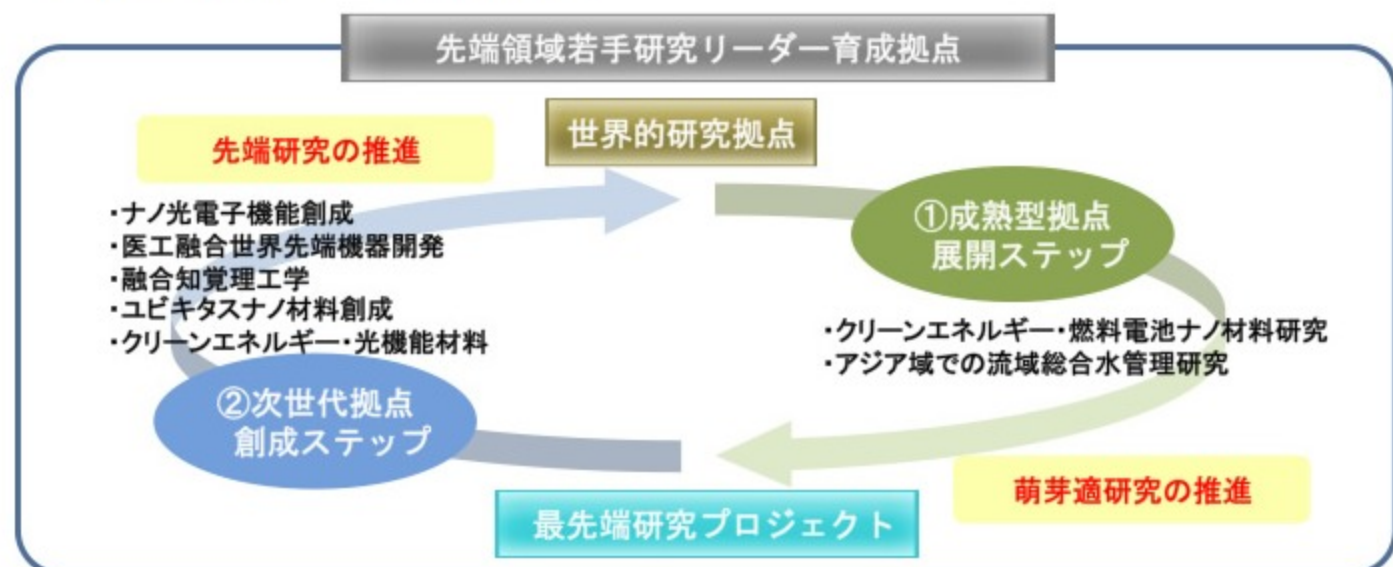 先端領域若手研究リーダー育成拠点
世界的研究拠点
先端研究の推進
・ナノ光電子機能創成
・医工融合世界先端機器開発
・融合知覚理工学
・ユビキタスナノ材料創成
・クリーンエネルギー・光機能材料
①成熟型拠点
展開ステップ
・クリーンエネルギー・燃料電池ナノ材料研究
・アジア域での流域総合水管理研究
②次世代拠点
創成ステップ
萌芽適研究の推進
最先端研究プロジェクト